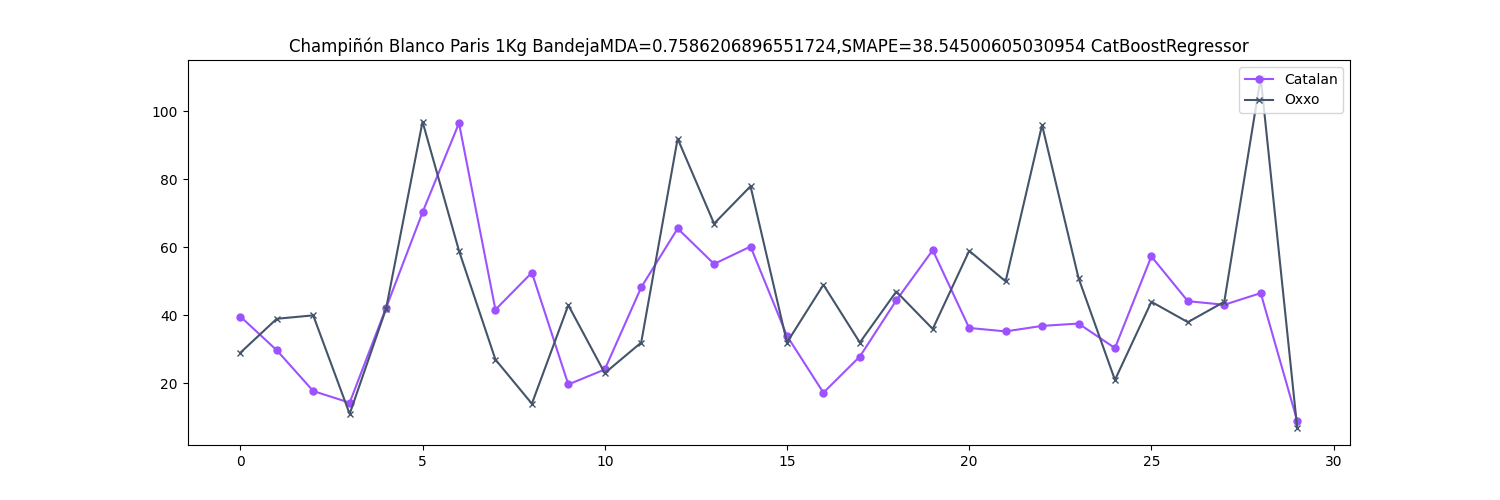 Champiñón Blanco Paris 1Kg BandejaMDA=0.7586206896551724,SMAPE=38.54500605030954 CatBoostRegressor
Catalan
Oxxo
100
80
60
40
20
0 5 10 15 20 25 30